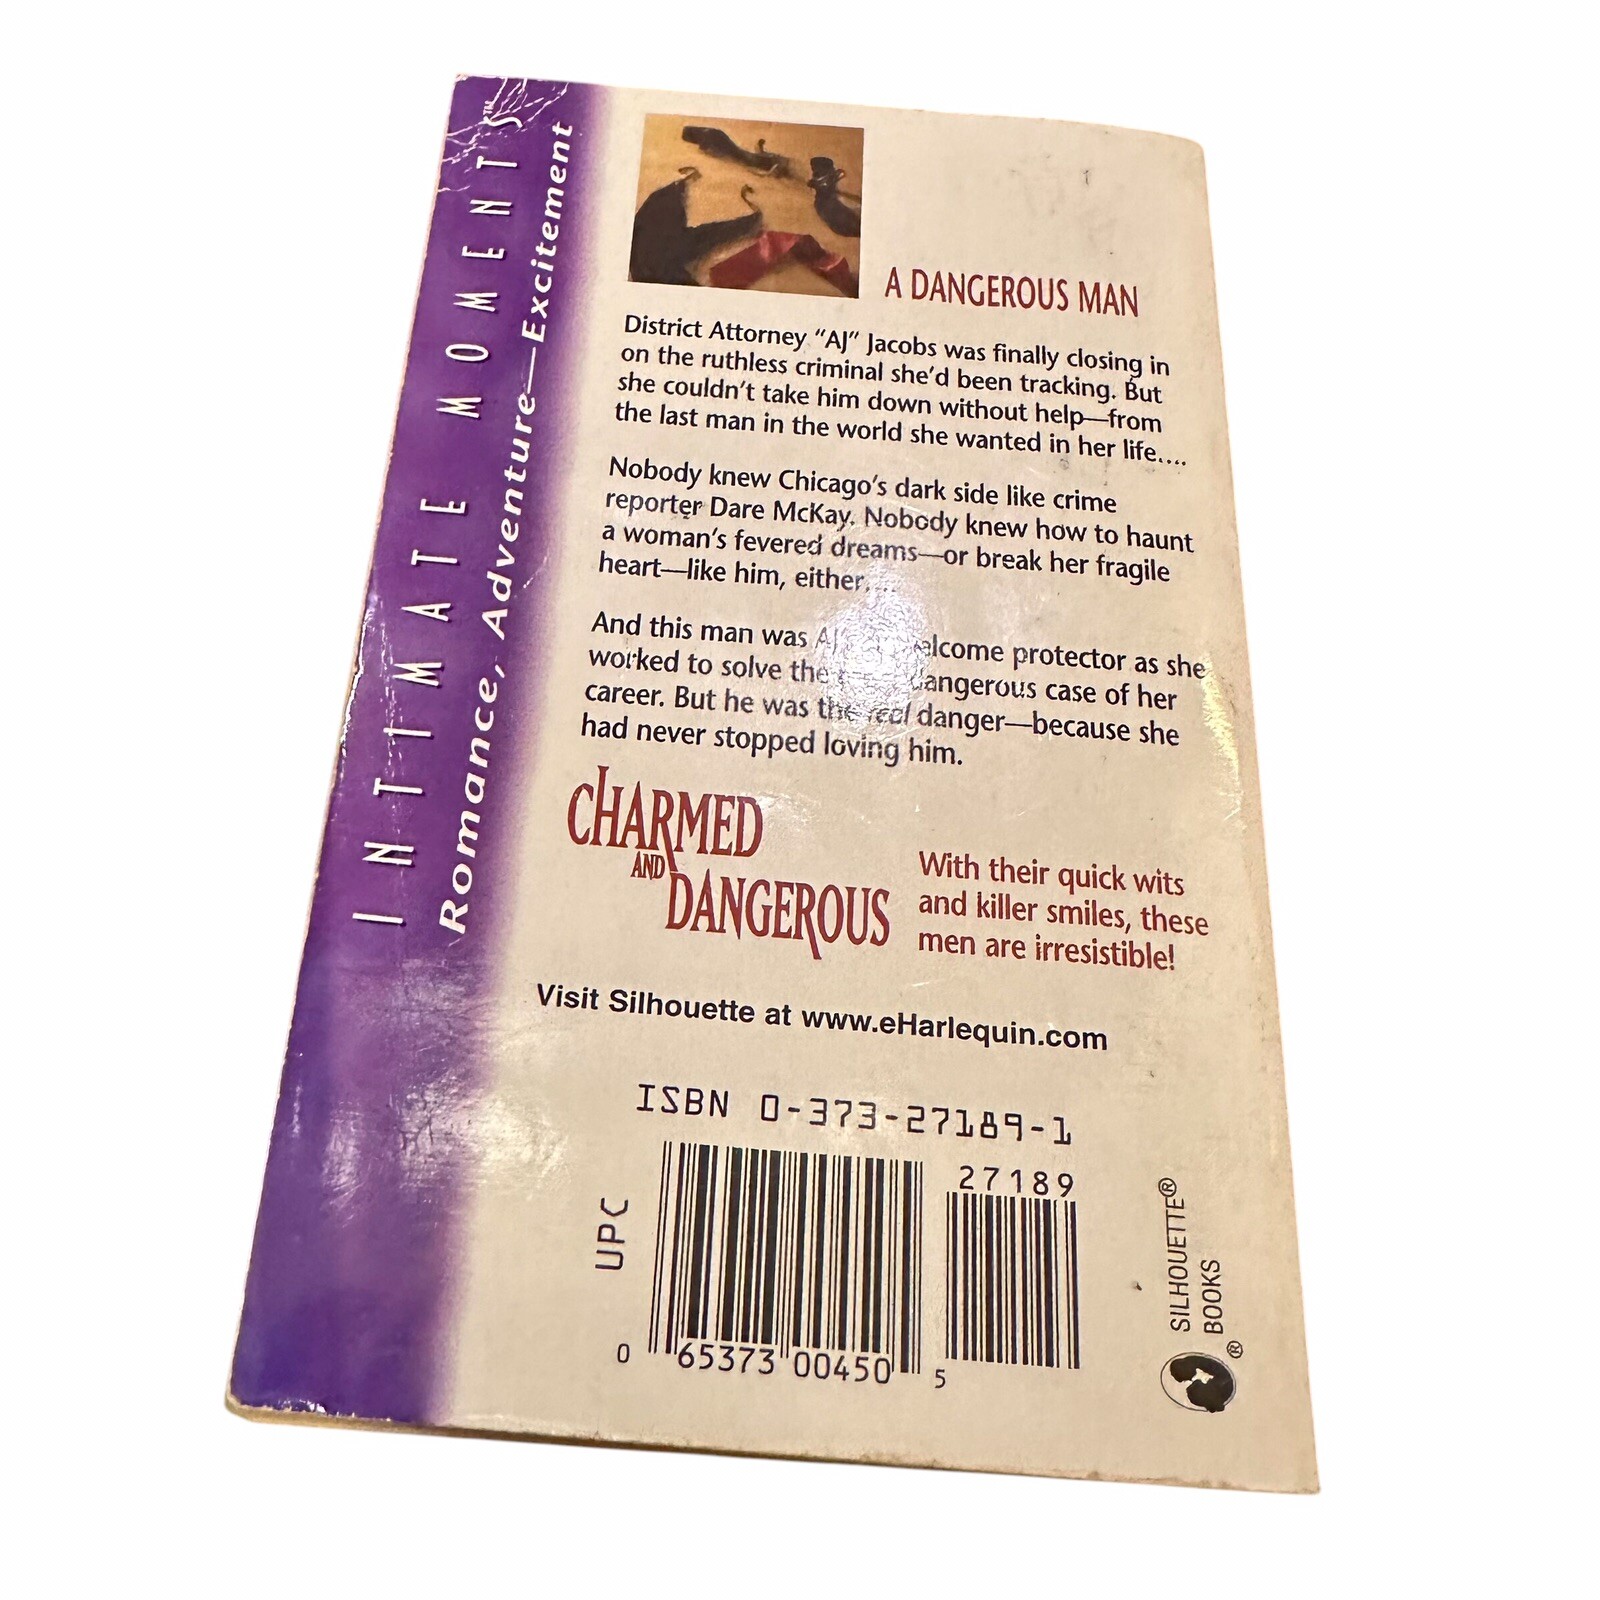 INTIMATE MOMENTS™
Romance, Adventure—Excitement
A DANGEROUS MAN
District Attorney "AJ" Jacobs was finally closing in
on the ruthless criminal she'd been tracking. But
she couldn't take him down without help—from
the last man in the world she wanted in her life....
Nobody knew Chicago's dark side like crime
reporter Dare McKay. Nobody knew how to haunt
a woman's fevered dreams—or break her fragile
heart—like him, either....
And this man was protector as she
worked to solve the dangerous case of her
career. But he was the real danger—because she
had never stopped loving him.
CHARMED
AND
DANGEROUS
With their quick wits
and killer smiles, these
men are irresistible!
Visit Silhouette at www.eHarlequin.com
ISBN 0-373-27189-1
27189
UPC
0 65373 00450 5
SILHOUETTE®
BOOKS
®